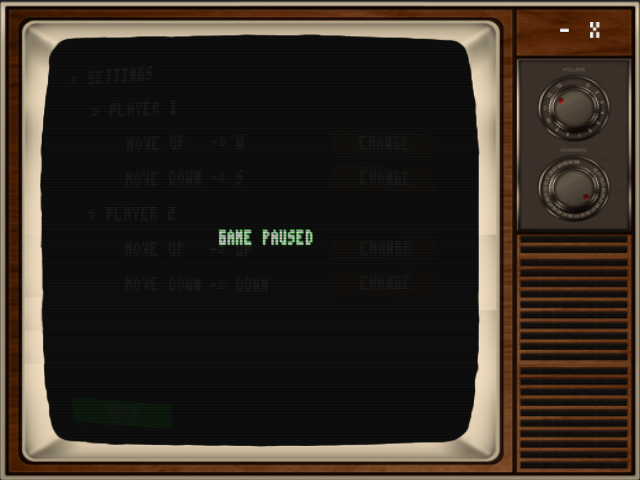 - X
VOLUME
> SETTINGS
> PLAYER 1
MOVE UP -> W CHANGE
MOVE DOWN -> S CHANGE
> PLAYER 2
GAME PAUSED
MOVE UP -> UP CHANGE
MOVE DOWN -> DOWN CHANGE
BACK
CHANNEL